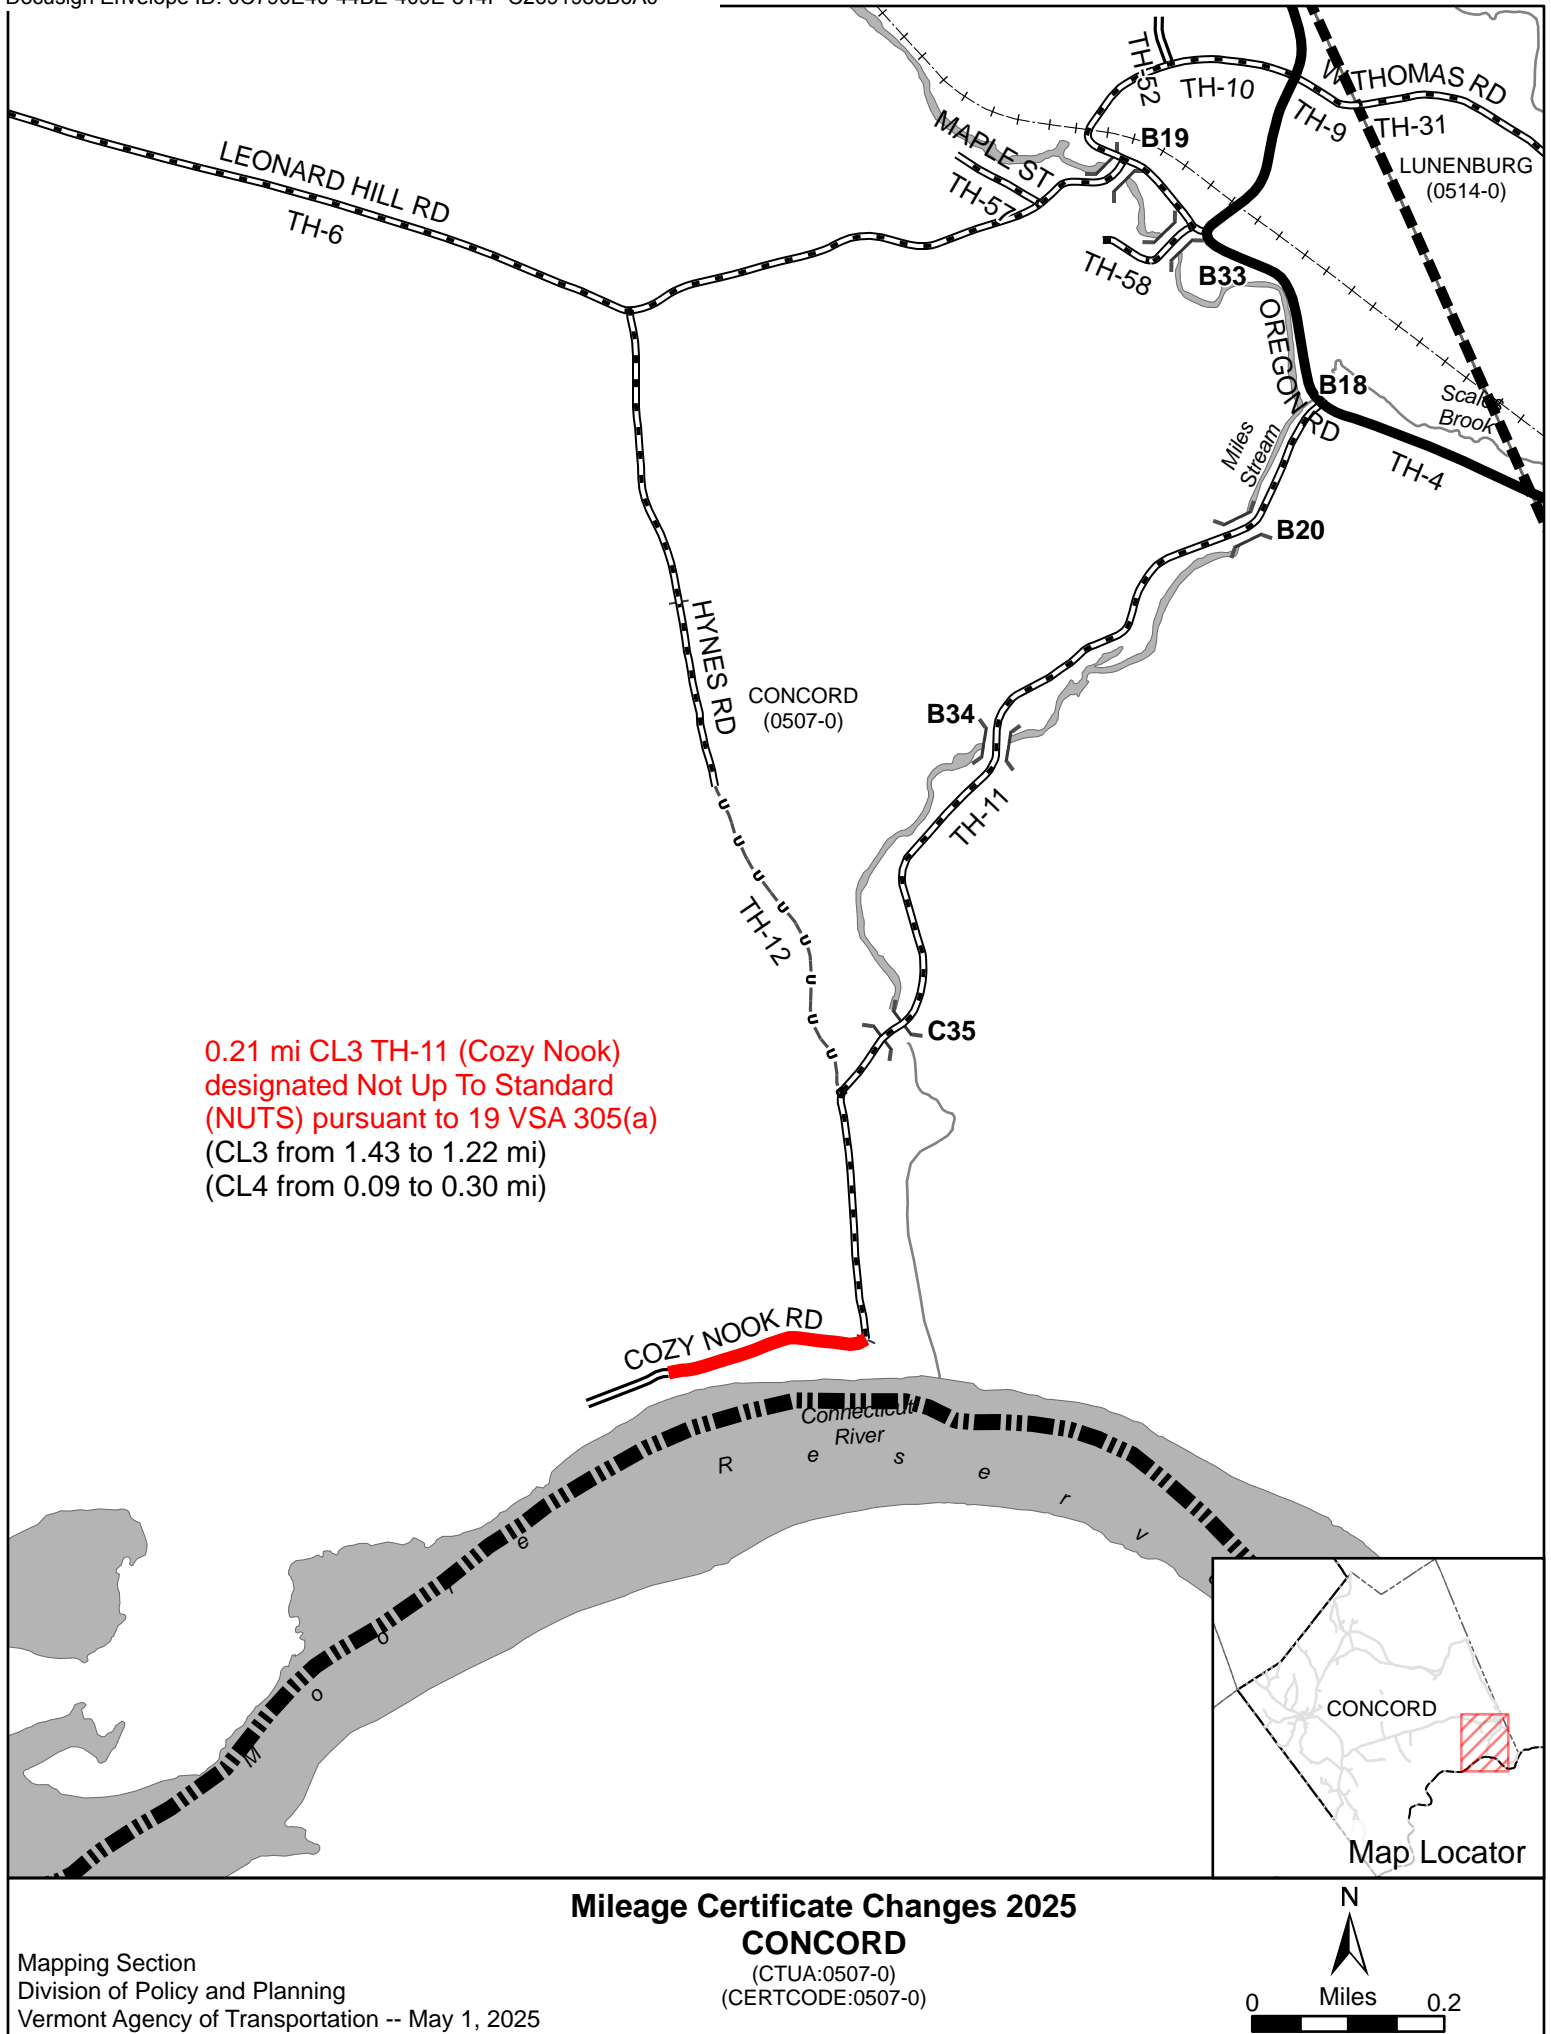 TH-52
TH-10
W THOMAS RD
TH-9
TH-31
LUNENBURG
(0514-0)
MAPLE ST
B19
TH-57
LEONARD HILL RD
TH-6
TH-58
B33
OREGON RD
B18
Scales
Brook
Miles
Stream
TH-4
B20
HYNES RD
CONCORD
(0507-0)
B34
TH-11
TH-12
C35
0.21 mi CL3 TH-11 (Cozy Nook)
designated Not Up To Standard
(NUTS) pursuant to 19 VSA 305(a)
(CL3 from 1.43 to 1.22 mi)
(CL4 from 0.09 to 0.30 mi)
COZY NOOK RD
Connecticut
River
M o o r e R e s e r v
CONCORD
Map Locator
Mileage Certificate Changes 2025
CONCORD
(CTUA:0507-0)
(CERTCODE:0507-0)
Mapping Section
Division of Policy and Planning
Vermont Agency of Transportation -- May 1, 2025
N
0 Miles 0.2